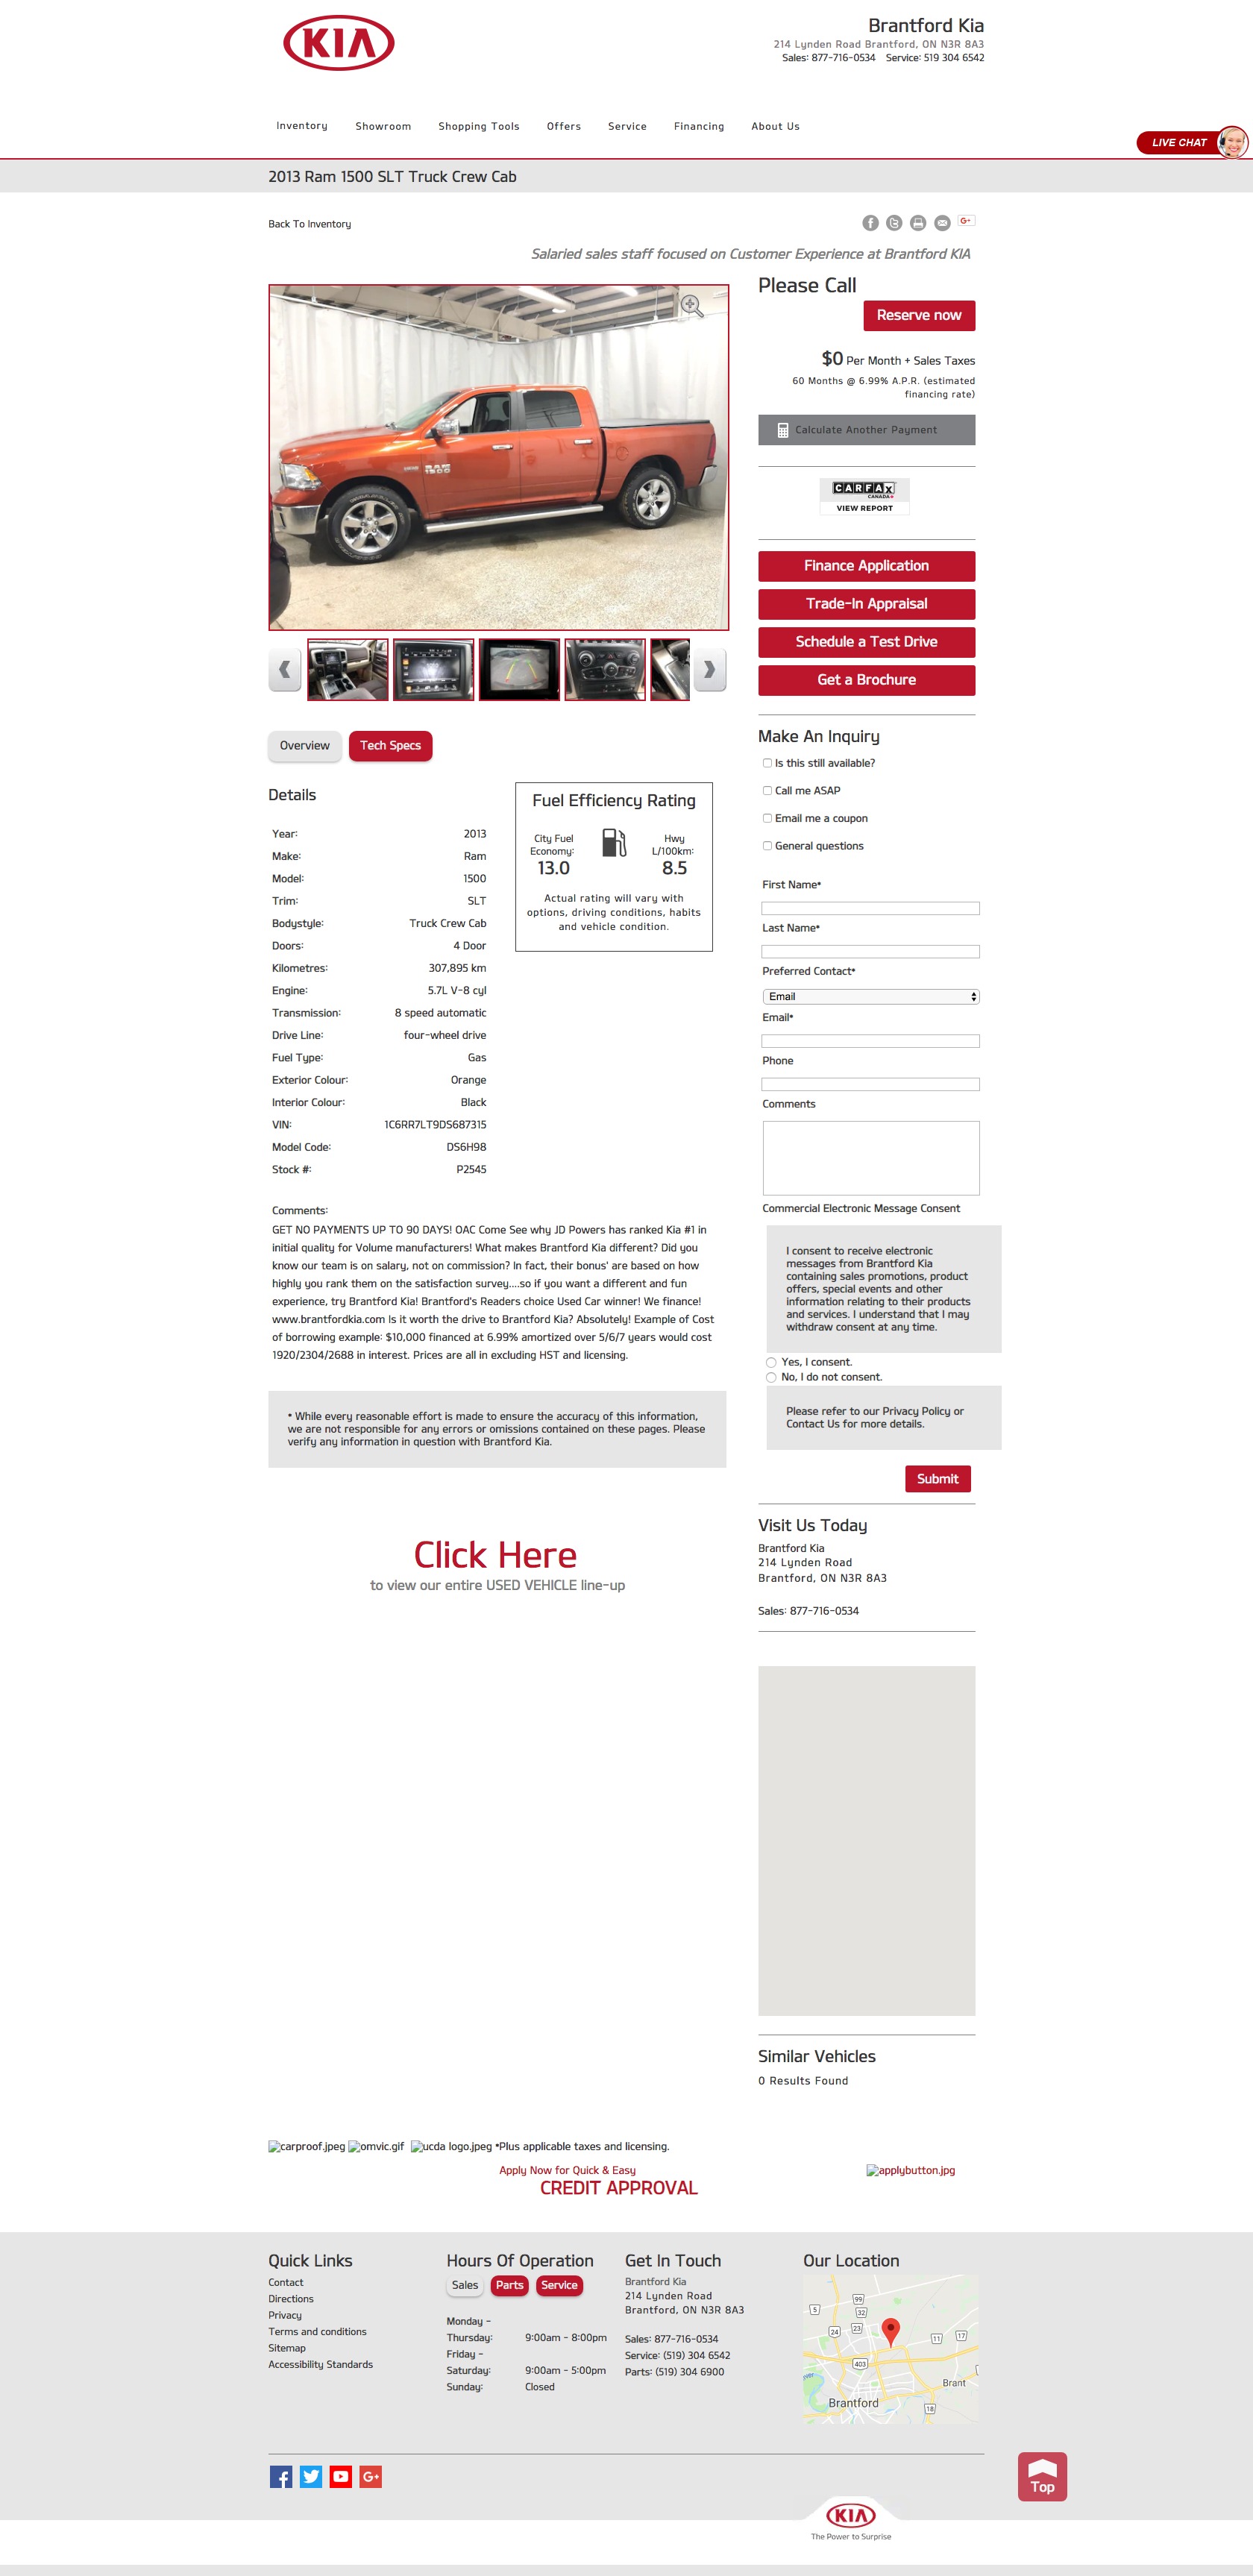 KIA
Brantford Kia
214 Lynden Road Brantford, ON N3R 8A3
Sales: 877-716-0534 Service: 519 304 6542
Inventory Showroom Shopping Tools Offers Service Financing About Us
LIVE CHAT
2013 Ram 1500 SLT Truck Crew Cab
Back To Inventory
G+
Salaried sales staff focused on Customer Experience at Brantford KIA
Please Call
Reserve now
$0 Per Month + Sales Taxes
60 Months @ 6.99% A.P.R. (estimated
financing rate)
Calculate Another Payment
RAM
1500
CARFAX
CANADA
VIEW REPORT
Finance Application
Trade-In Appraisal
Schedule a Test Drive
Get a Brochure
Overview Tech Specs
Details
Year: 2013
Make: Ram
Model: 1500
Trim: SLT
Bodystyle: Truck Crew Cab
Doors: 4 Door
Kilometres: 307,895 km
Engine: 5.7L V-8 cyl
Transmission: 8 speed automatic
Drive Line: four-wheel drive
Fuel Type: Gas
Exterior Colour: Orange
Interior Colour: Black
VIN: 1C6RR7LT9DS687315
Model Code: DS6H98
Stock #: P2545
Fuel Efficiency Rating
City Fuel
Economy:
13.0
Hwy
L/100km:
8.5
Actual rating will vary with
options, driving conditions, habits
and vehicle condition.
Comments:
GET NO PAYMENTS UP TO 90 DAYS! OAC Come See why JD Powers has ranked Kia #1 in
initial quality for Volume manufacturers! What makes Brantford Kia different? Did you
know our team is on salary, not on commission? In fact, their bonus' are based on how
highly you rank them on the satisfaction survey....so if you want a different and fun
experience, try Brantford Kia! Brantford's Readers choice Used Car winner! We finance!
www.brantfordkia.com Is it worth the drive to Brantford Kia? Absolutely! Example of Cost
of borrowing example: $10,000 financed at 6.99% amortized over 5/6/7 years would cost
1920/2304/2688 in interest. Prices are all in excluding HST and licensing.
* While every reasonable effort is made to ensure the accuracy of this information,
we are not responsible for any errors or omissions contained on these pages. Please
verify any information in question with Brantford Kia.
Click Here
to view our entire USED VEHICLE line-up
Make An Inquiry
Is this still available?
Call me ASAP
Email me a coupon
General questions
First Name*
Last Name*
Preferred Contact*
Email
Email*
Phone
Comments
Commercial Electronic Message Consent
I consent to receive electronic
messages from Brantford Kia
containing sales promotions, product
offers, special events and other
information relating to their products
and services. I understand that I may
withdraw consent at any time.
Yes, I consent.
No, I do not consent.
Please refer to our Privacy Policy or
Contact Us for more details.
Submit
Visit Us Today
Brantford Kia
214 Lynden Road
Brantford, ON N3R 8A3
Sales: 877-716-0534
Similar Vehicles
0 Results Found
carproof.jpeg omvic.gif ucda logo.jpeg *Plus applicable taxes and licensing.
Apply Now for Quick & Easy
CREDIT APPROVAL
applybutton.jpg
Quick Links
Contact
Directions
Privacy
Terms and conditions
Sitemap
Accessibility Standards
Hours Of Operation
Sales Parts Service
Monday -
Thursday: 9:00am - 8:00pm
Friday -
Saturday: 9:00am - 5:00pm
Sunday: Closed
Get In Touch
Brantford Kia
214 Lynden Road
Brantford, ON N3R 8A3
Sales: 877-716-0534
Service: (519) 304 6542
Parts: (519) 304 6900
Our Location
99
5
32
24
23
11
17
403
Brant
Brantford
18
G+
Top
KIA
The Power to Surprise